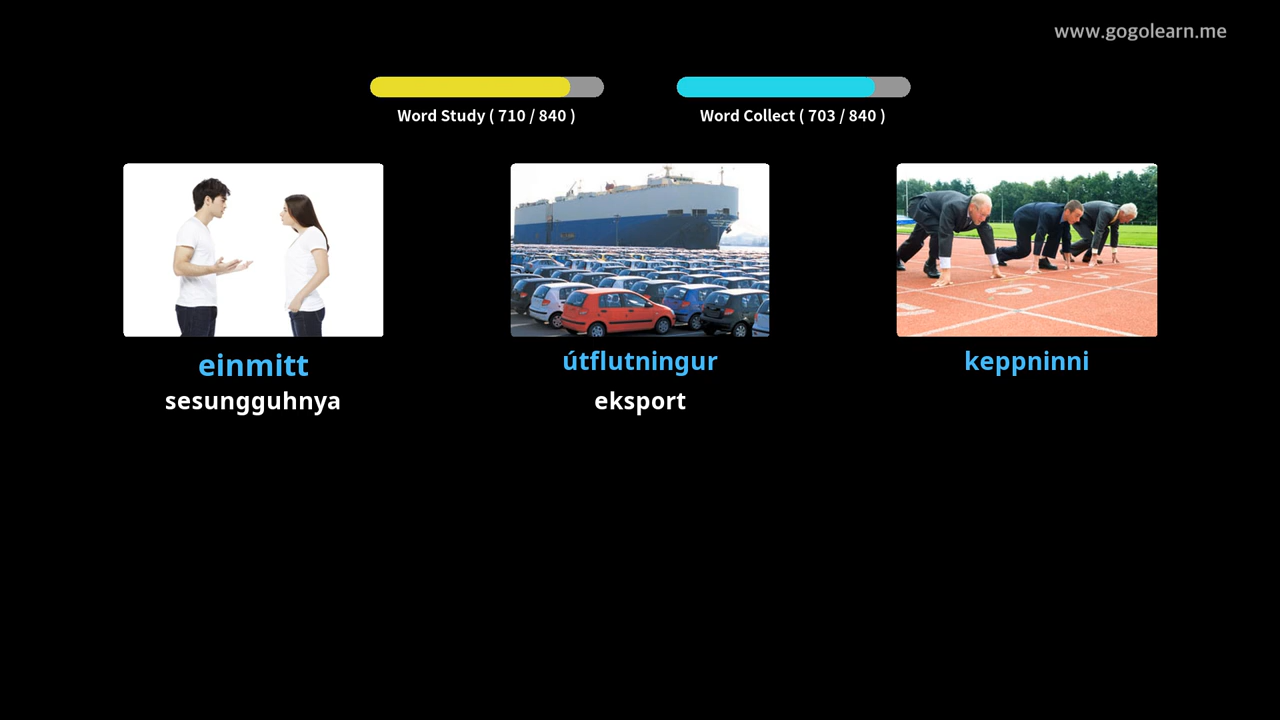 www.gogolearn.me
Word Study ( 710 / 840 )
Word Collect ( 703 / 840 )
einmitt
útflutningur
keppninni
sesungguhnya
eksport